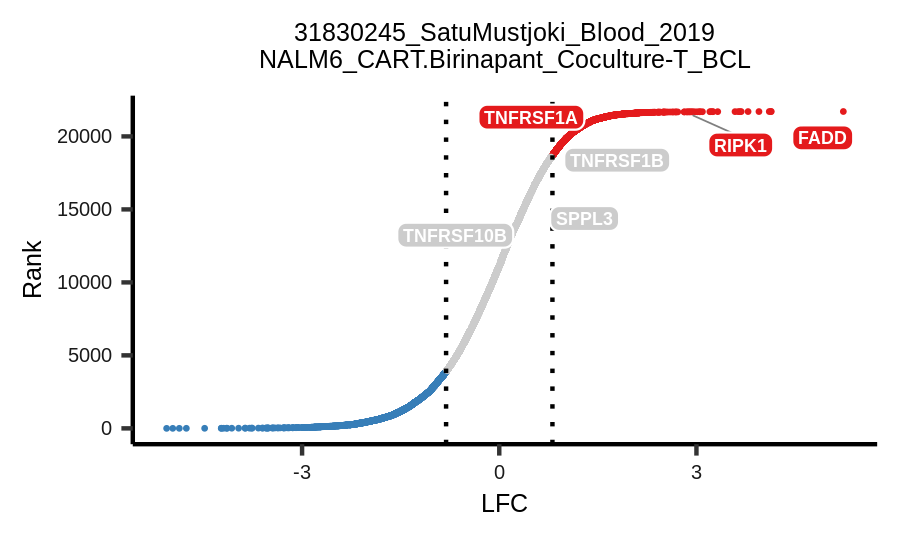 31830245_SatuMustjoki_Blood_2019
NALM6_CART.Birinapant_Coculture-T_BCL
TNFRSF1A
RIPK1
FADD
TNFRSF1B
SPPL3
TNFRSF10B
Rank
20000
15000
10000
5000
0
-3
0
3
LFC